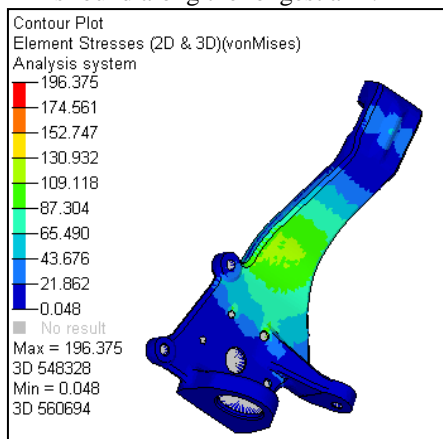 Contour Plot
Element Stresses (2D & 3D)(vonMises)
Analysis system
196.375
174.561
152.747
130.932
109.118
87.304
65.490
43.676
21.862
0.048
No result
Max = 196.375
3D 548328
Min = 0.048
3D 560694